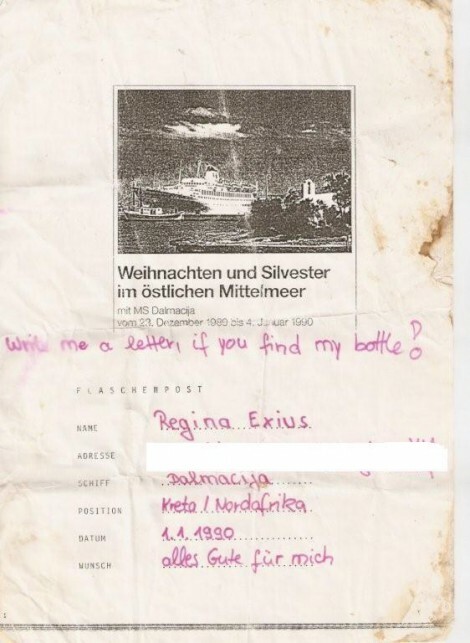 Weihnachten und Silvester
im östlichen Mittelmeer
mit MS Dalmacija
vom 23. Dezember 1989 bis 4. Januar 1990
Write me a letter, if you find my bottle!
FLASCHENPOST
NAME Regina Exius
ADRESSE
SCHIFF Dalmacija
POSITION Kreta / Nordafrika
DATUM 1.1.1990
WUNSCH alles Gute für mich